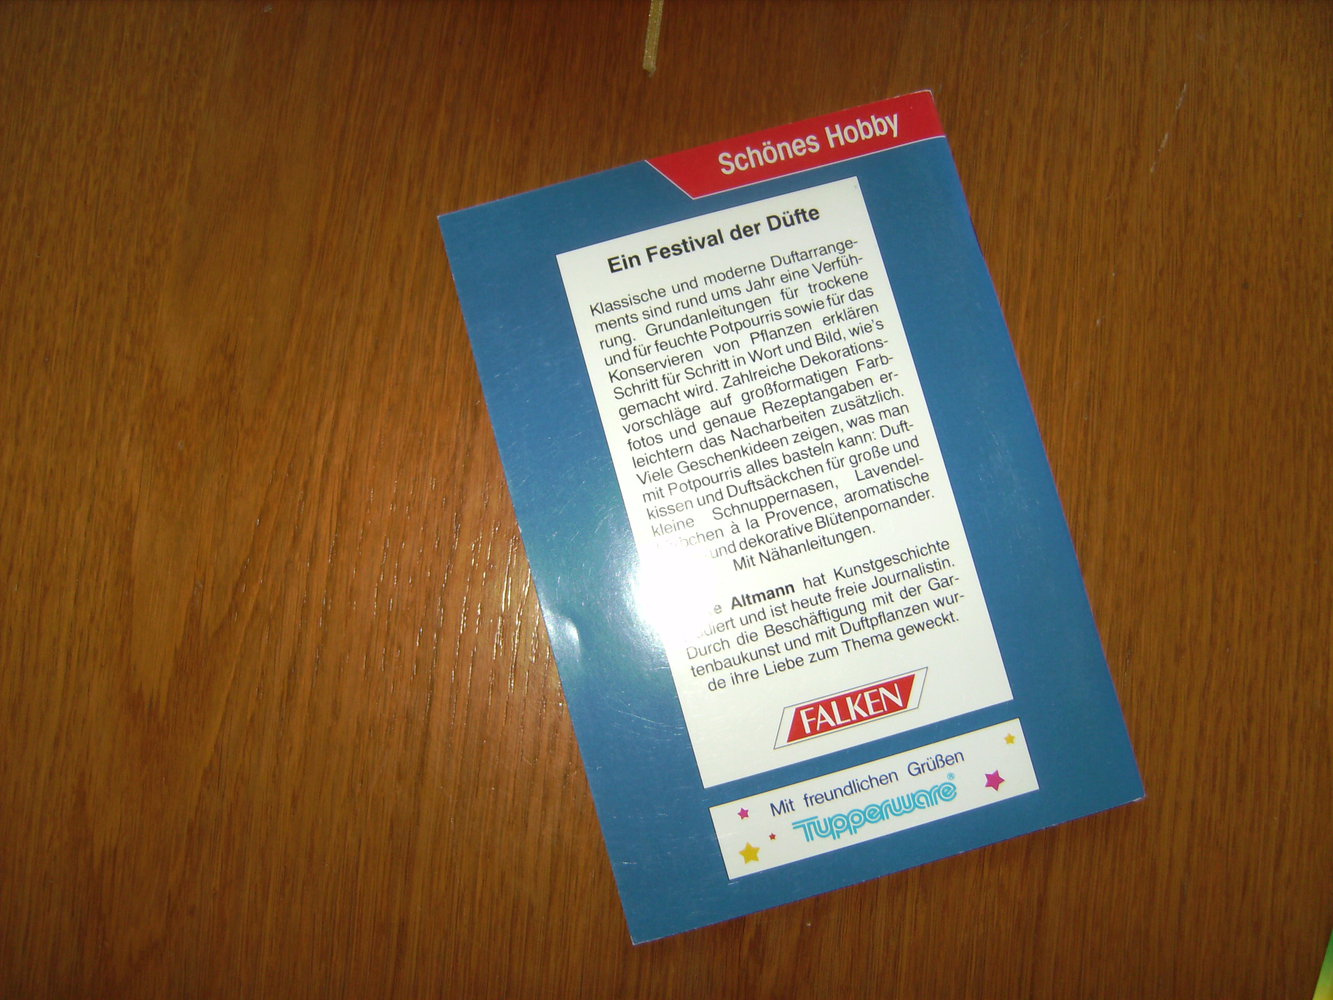 Schönes Hobby
Ein Festival der Düfte
Klassische und moderne Duftarrange-
ments sind rund ums Jahr eine Verfüh-
rung. Grundanleitungen für trockene
und für feuchte Potpourris sowie für das
Konservieren von Pflanzen erklären
Schritt für Schritt in Wort und Bild, wie's
gemacht wird. Zahlreiche Dekorations-
vorschläge auf großformatigen Farb-
fotos und genaue Rezeptangaben er-
leichtern das Nacharbeiten zusätzlich.
Viele Geschenkideen zeigen, was man
mit Potpourris alles basteln kann: Duft-
kissen und Duftsäckchen für große und
kleine Schnuppernasen, Lavendel-
à la Provence, aromatische
und dekorative Blütenpomander.
Mit Nähanleitungen.
Altmann hat Kunstgeschichte
und ist heute freie Journalistin.
Durch die Beschäftigung mit der Gar-
tenbaukunst und mit Duftpflanzen wur-
de ihre Liebe zum Thema geweckt.
FALKEN
Mit freundlichen Grüßen
Tupperware®